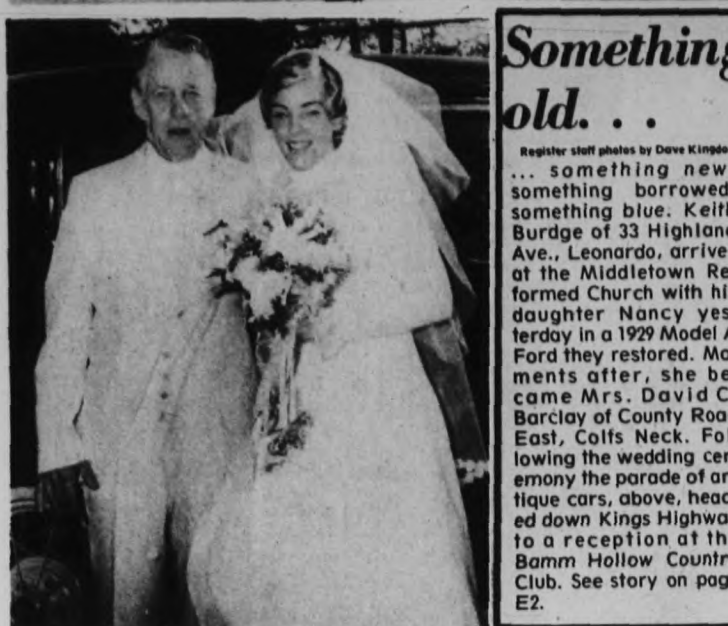 Something
old. . .
Register staff photos by Dave Kingdo
... something new
something borrowed
something blue. Keith
Burdge of 33 Highland
Ave., Leonardo, arrive
at the Middletown Re
formed Church with hi
daughter Nancy yes
terday in a 1929 Model A
Ford they restored. Mo
ments after, she be
came Mrs. David C
Barclay of County Roa
East, Colts Neck. Fol
lowing the wedding cer
emony the parade of an
tique cars, above, head
ed down Kings Highwa
to a reception at th
Bamm Hollow Countr
Club. See story on pag
E2.